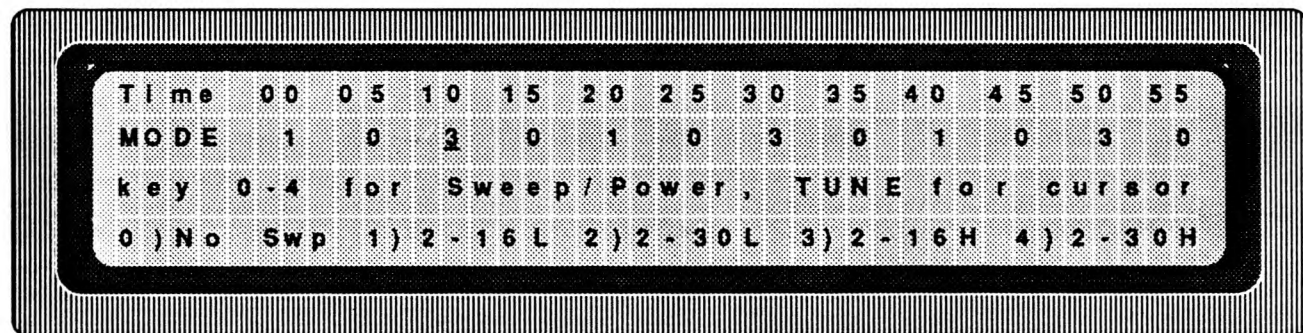 Time 00 05 10 15 20 25 30 35 40 45 50 55
MODE 1 0 3 0 1 0 3 0 1 0 3 0
key 0-4 for Sweep/Power, TUNE for cursor
0)No Swp 1)2-16L 2)2-30L 3)2-16H 4)2-30H